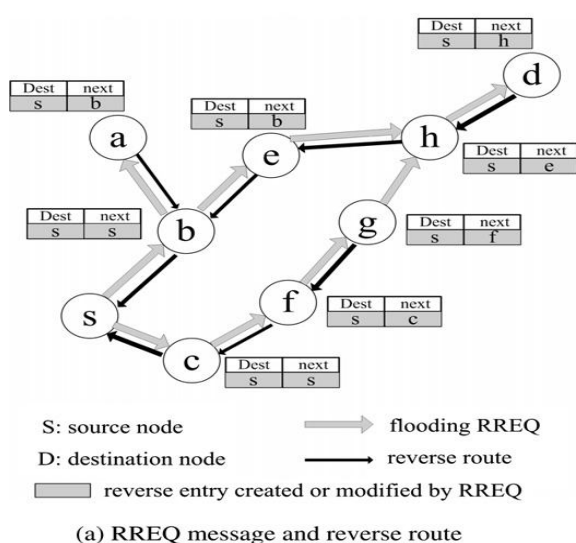 Dest next
s h
d
Dest next
s b
Dest next
s b
a
e
h
Dest next
s e
Dest next
s s
b
g
Dest next
s f
s
f
Dest next
s c
c
Dest next
s s
S: source node
flooding RREQ
D: destination node
reverse route
reverse entry created or modified by RREQ
(a) RREQ message and reverse route